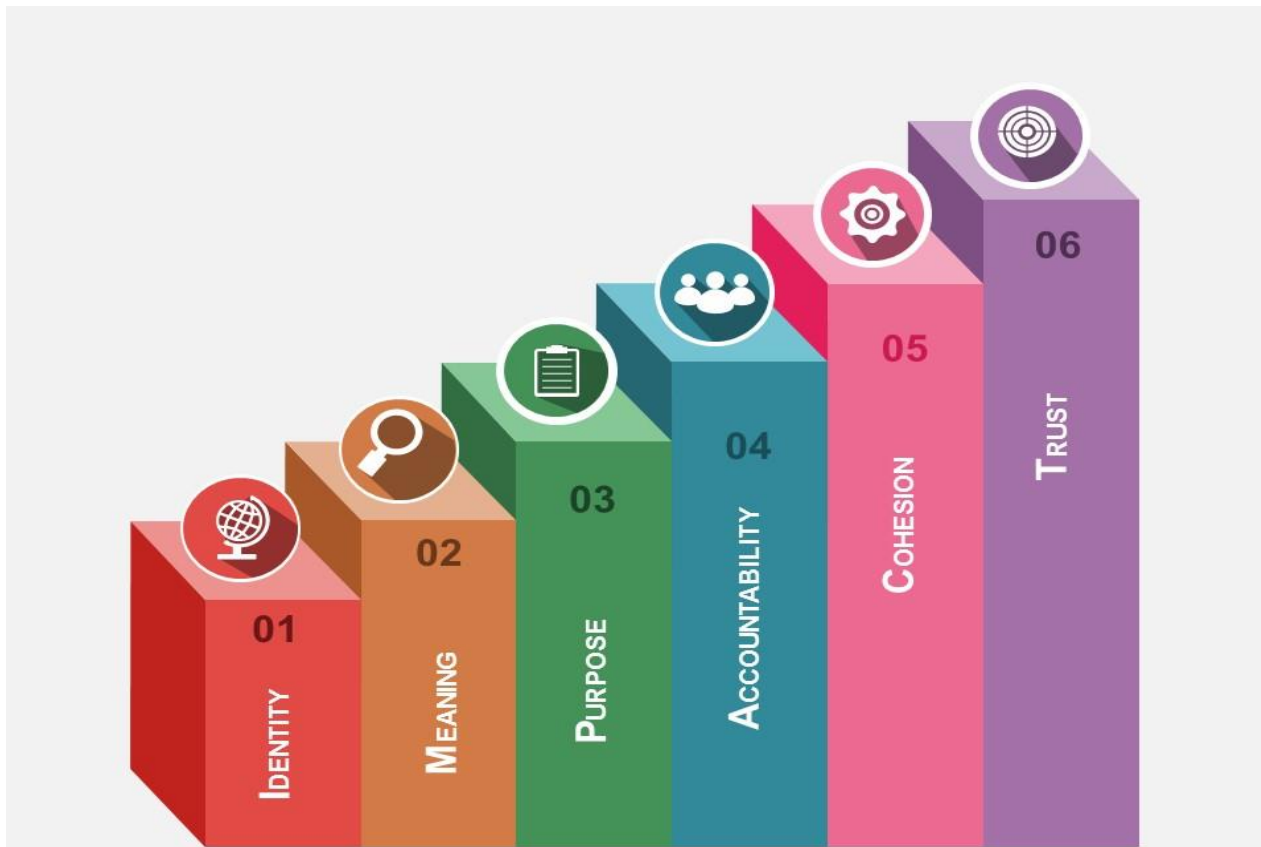 01
IDENTITY
02
MEANING
03
PURPOSE
04
ACCOUNTABILITY
05
COHESION
06
TRUST